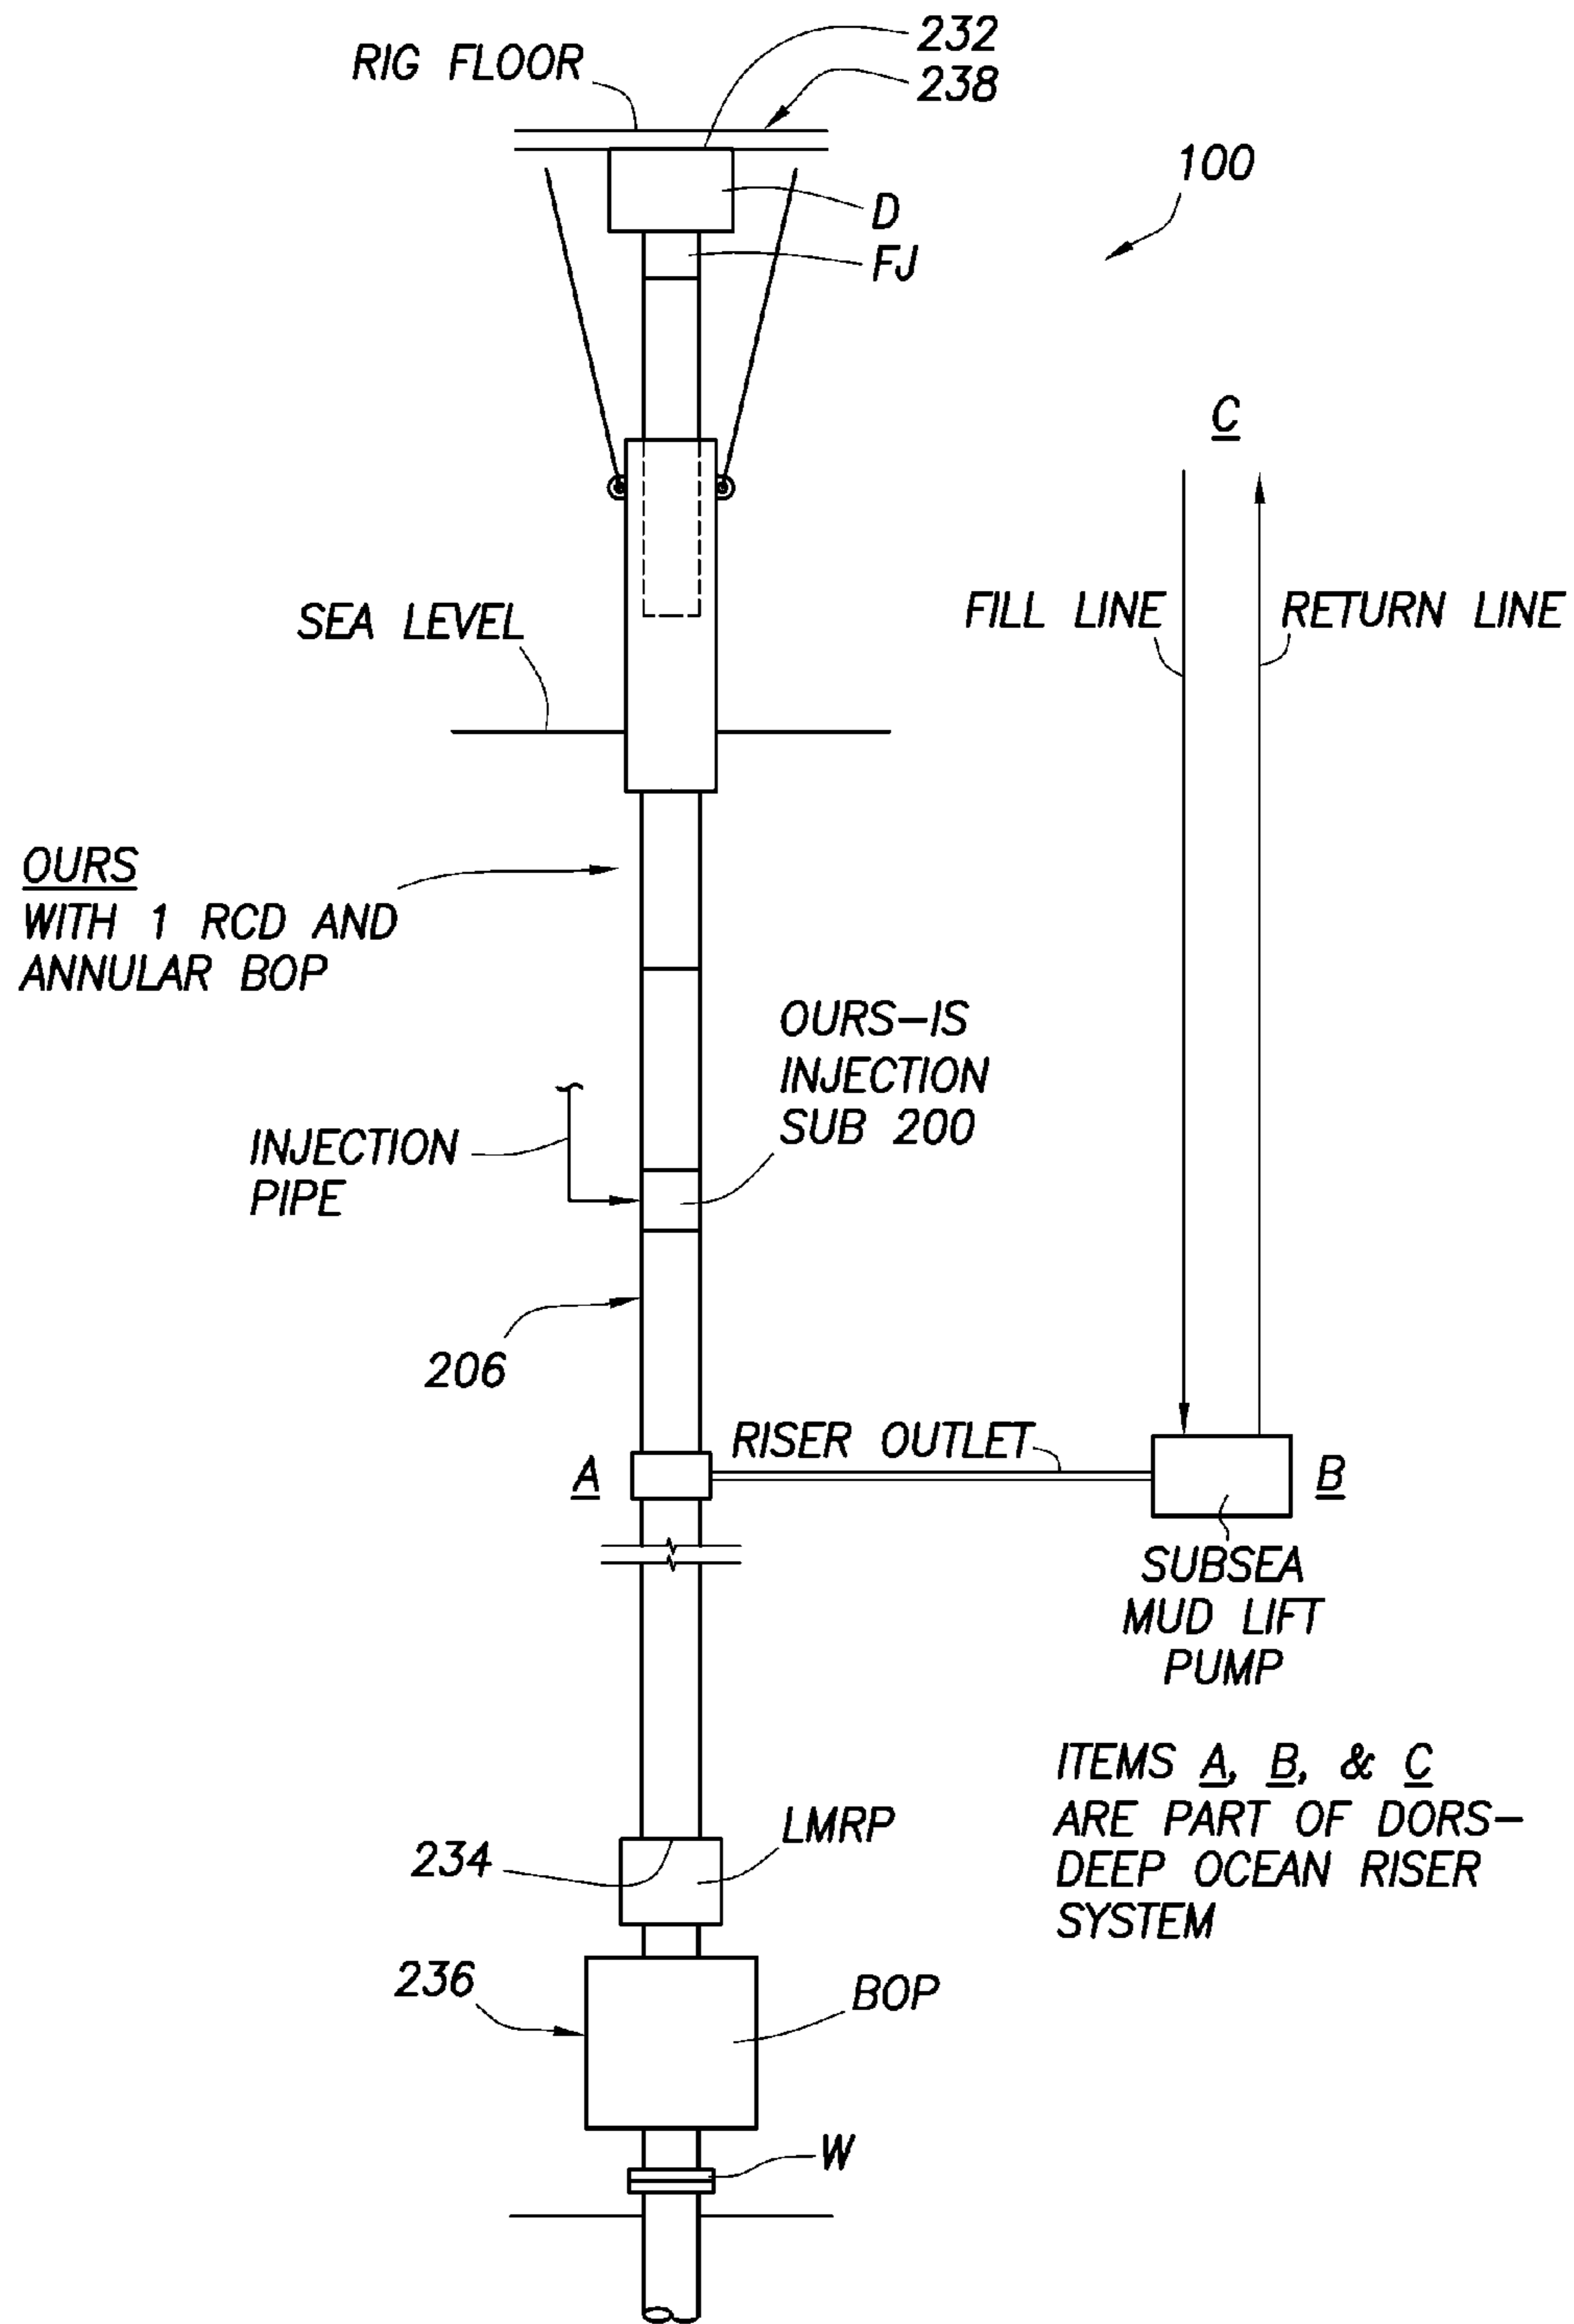 232
RIG FLOOR
238
100
D
FJ
C
SEA LEVEL
FILL LINE
RETURN LINE
OURS
WITH 1 RCD AND
ANNULAR BOP
OURS-IS
INJECTION
SUB 200
INJECTION
PIPE
206
RISER OUTLET
A
B
SUBSEA
MUD LIFT
PUMP
ITEMS A, B, & C
ARE PART OF DORS-
DEEP OCEAN RISER
SYSTEM
LMRP
234
236
BOP
W